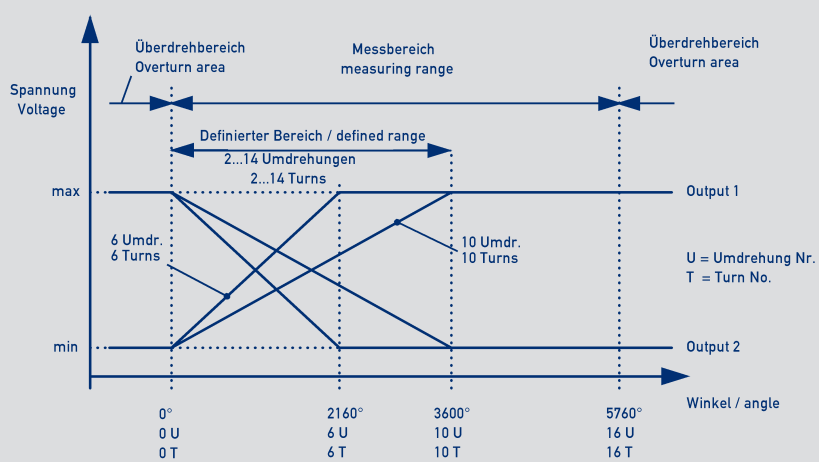 Überdrehbereich
Overturn area
Messbereich
measuring range
Überdrehbereich
Overturn area
Spannung
Voltage
Definierter Bereich / defined range
2...14 Umdrehungen
2...14 Turns
max
Output 1
6 Umdr.
6 Turns
10 Umdr.
10 Turns
U = Umdrehung Nr.
T = Turn No.
min
Output 2
Winkel / angle
0° 2160° 3600° 5760°
0 U 6 U 10 U 16 U
0 T 6 T 10 T 16 T